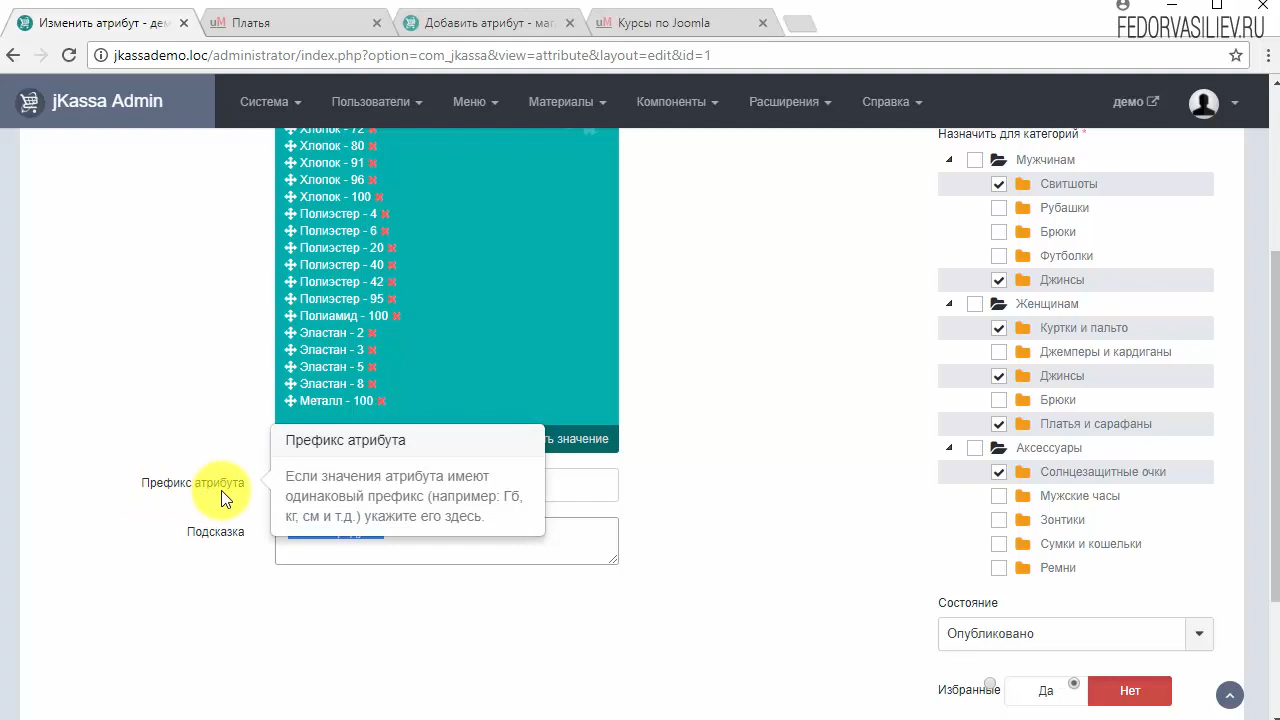 Изменить атрибут - дем
Платья
Добавить атрибут - маг
Курсы по Joomla
FEDORVASILIEV.RU
jkassademo.loc/administrator/index.php?option=com_jkassa&view=attribute&layout=edit&id=1
jKassa Admin
Система
Пользователи
Меню
Материалы
Компоненты
Расширения
Справка
демо
Хлопок - 72
Хлопок - 80
Хлопок - 91
Хлопок - 96
Хлопок - 100
Полиэстер - 4
Полиэстер - 6
Полиэстер - 20
Полиэстер - 40
Полиэстер - 42
Полиэстер - 95
Полиамид - 100
Эластан - 2
Эластан - 3
Эластан - 5
Эластан - 8
Металл - 100
ть значение
Префикс атрибута
Префикс атрибута
Если значения атрибута имеют
одинаковый префикс (например: Гб,
кг, см и т.д.) укажите его здесь.
Подсказка
Назначить для категорий *
Мужчинам
Свитшоты
Рубашки
Брюки
Футболки
Джинсы
Женщинам
Куртки и пальто
Джемперы и кардиганы
Джинсы
Брюки
Платья и сарафаны
Аксессуары
Солнцезащитные очки
Мужские часы
Зонтики
Сумки и кошельки
Ремни
Состояние
Опубликовано
Избранные
Да
Нет